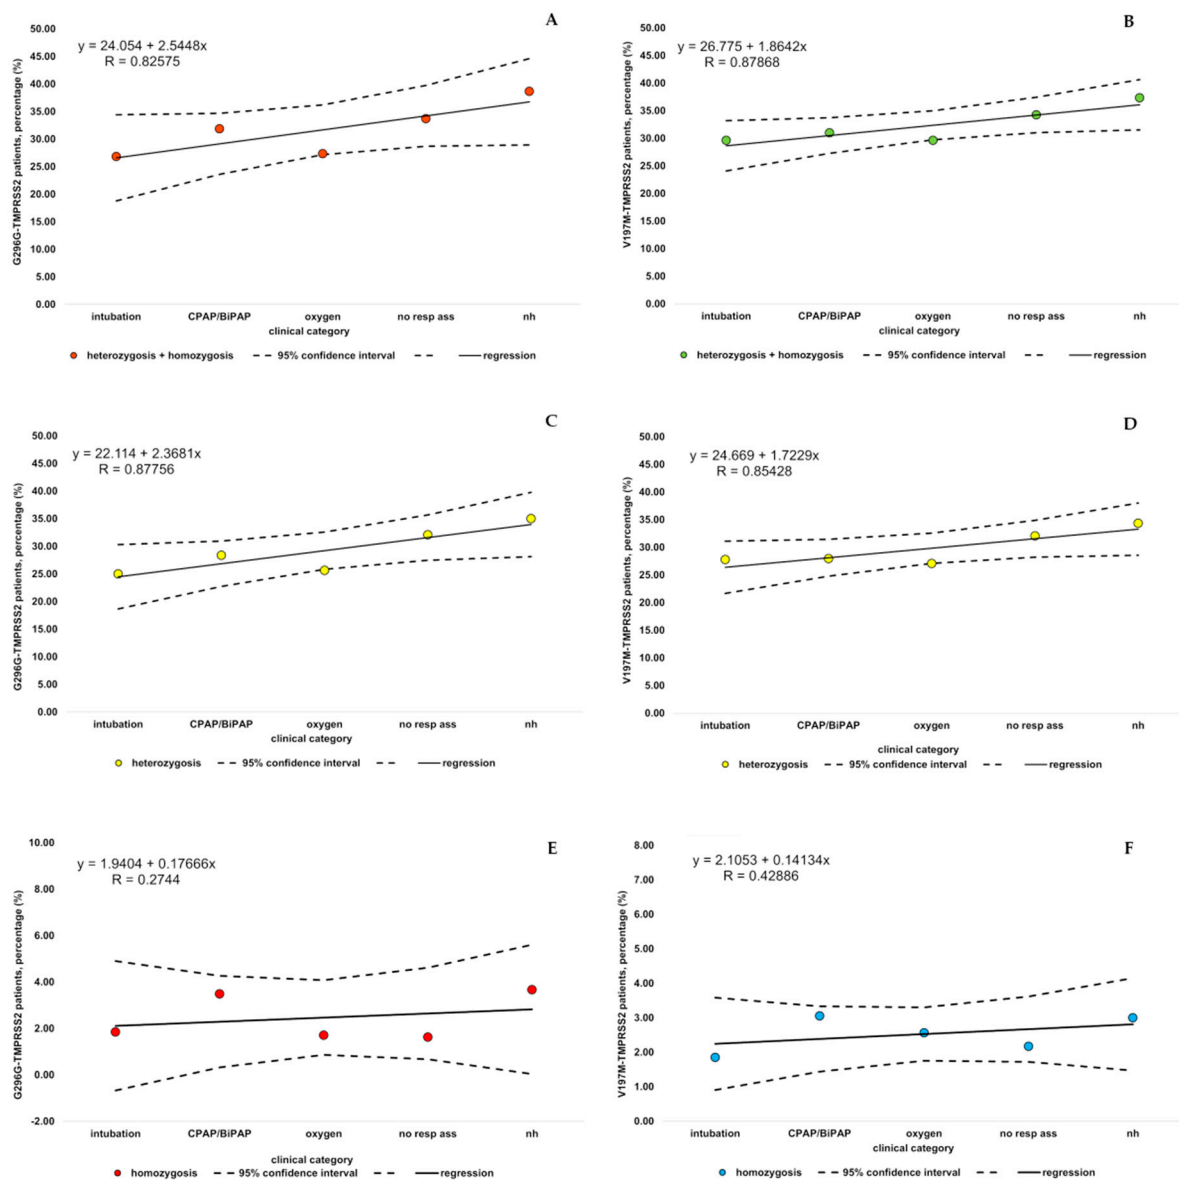 A
y = 24.054 + 2.5448x
R = 0.82575
G296G-TMPRSS2 patients, percentage (%)
50.00
45.00
40.00
35.00
30.00
25.00
20.00
15.00
10.00
5.00
0.00
intubation CPAP/BiPAP oxygen no resp ass nh
clinical category
heterozygosis + homozygosis 95% confidence interval regression
B
y = 26.775 + 1.8642x
R = 0.87868
V197M-TMPRSS2 patients, percentage (%)
50.00
45.00
40.00
35.00
30.00
25.00
20.00
15.00
10.00
5.00
0.00
intubation CPAP/BiPAP oxygen no resp ass nh
clinical category
heterozygosis + homozygosis 95% confidence interval regression
C
y = 22.114 + 2.3681x
R = 0.87756
G296G-TMPRSS2 patients, percentage (%)
50.00
45.00
40.00
35.00
30.00
25.00
20.00
15.00
10.00
5.00
0.00
intubation CPAP/BiPAP oxygen no resp ass nh
clinical category
heterozygosis 95% confidence interval regression
D
y = 24.669 + 1.7229x
R = 0.85428
V197M-TMPRSS2 patients, percentage (%)
50.00
45.00
40.00
35.00
30.00
25.00
20.00
15.00
10.00
5.00
0.00
intubation CPAP/BiPAP oxygen no resp ass nh
clinical category
heterozygosis 95% confidence interval regression
E
y = 1.9404 + 0.17666x
R = 0.2744
G296G-TMPRSS2 patients, percentage (%)
10.00
8.00
6.00
4.00
2.00
0.00
-2.00
intubation CPAP/BiPAP oxygen no resp ass nh
clinical category
homozygosis 95% confidence interval regression
F
y = 2.1053 + 0.14134x
R = 0.42886
V197M-TMPRSS2 patients, percentage (%)
8.00
7.00
6.00
5.00
4.00
3.00
2.00
1.00
0.00
intubation CPAP/BiPAP oxygen no resp ass nh
clinical category
homozygosis 95% confidence interval regression